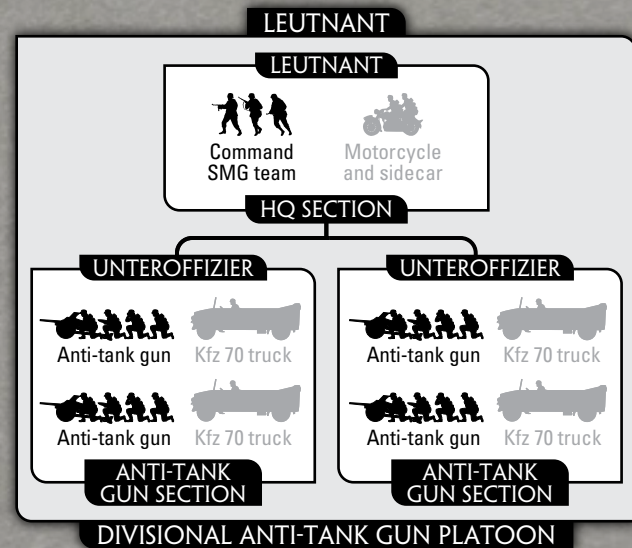 LEUTNANT
LEUTNANT
Command
SMG team
Motorcycle
and sidecar
HQ SECTION
UNTEROFFIZIER
Anti-tank gun
Kfz 70 truck
Anti-tank gun
Kfz 70 truck
ANTI-TANK
GUN SECTION
UNTEROFFIZIER
Anti-tank gun
Kfz 70 truck
Anti-tank gun
Kfz 70 truck
ANTI-TANK
GUN SECTION
DIVISIONAL ANTI-TANK GUN PLATOON